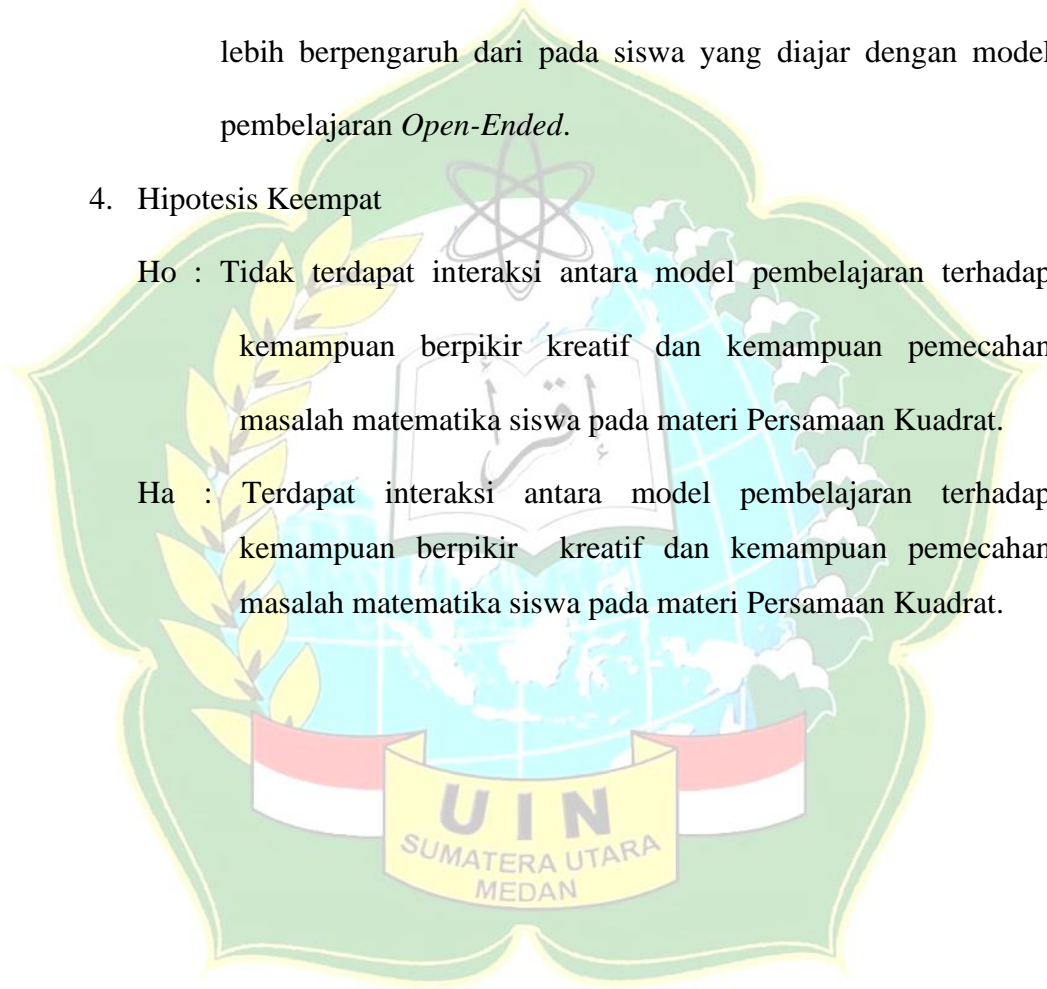 lebih berpengaruh dari pada siswa yang diajar dengan model
pembelajaran Open-Ended.
4. Hipotesis Keempat
Ho : Tidak terdapat interaksi antara model pembelajaran terhadap
kemampuan berpikir kreatif dan kemampuan pemecahan
masalah matematika siswa pada materi Persamaan Kuadrat.
Ha : Terdapat interaksi antara model pembelajaran terhadap
kemampuan berpikir kreatif dan kemampuan pemecahan
masalah matematika siswa pada materi Persamaan Kuadrat.
إقرأ
UIN
SUMATERA UTARA
MEDAN